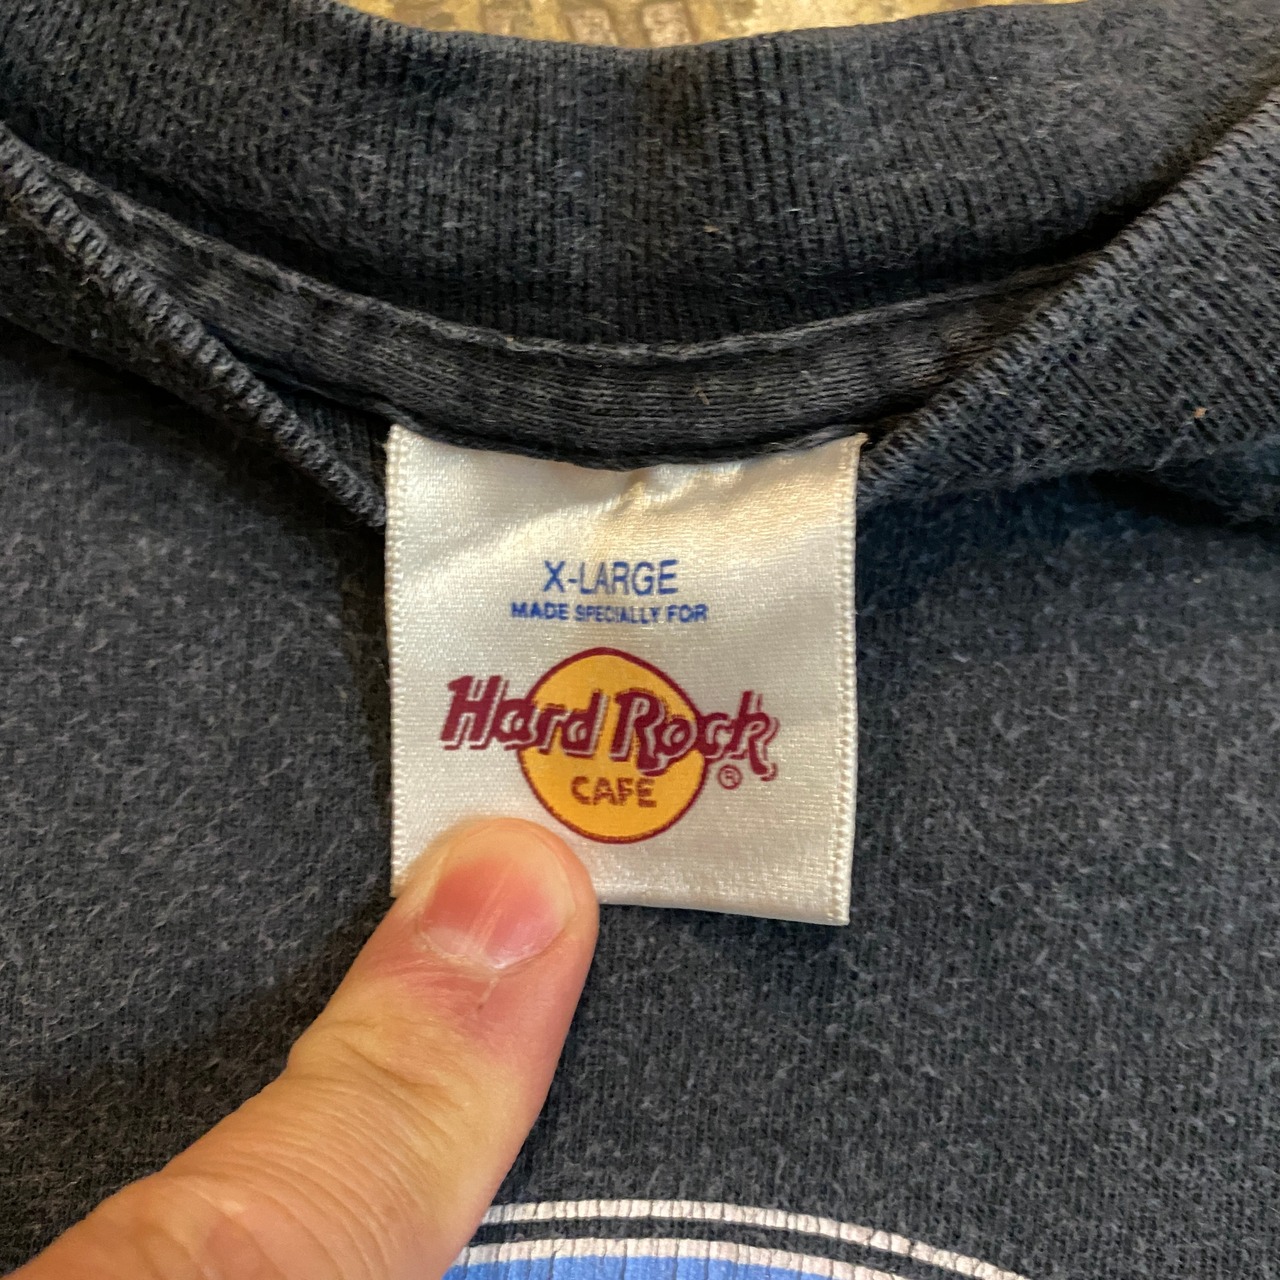 X-LARGE
MADE SPECIALLY FOR
Hard Rock
®
CAFE